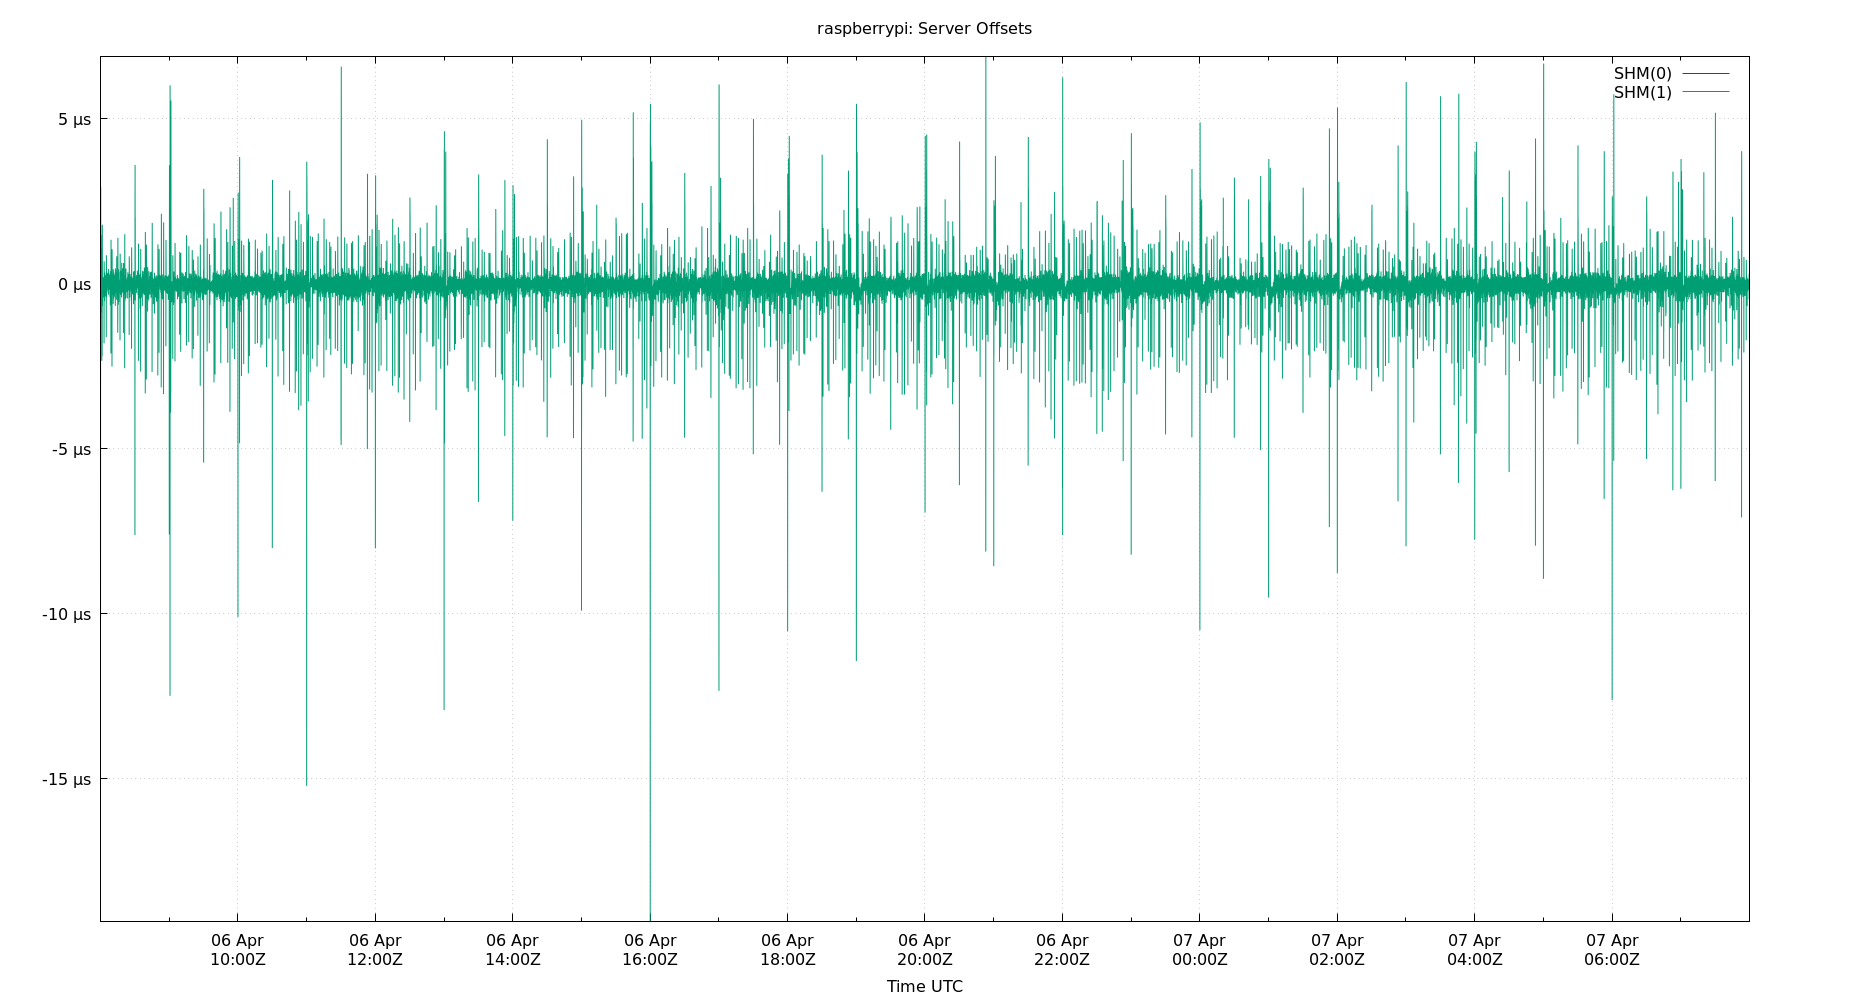 raspberrypi: Server Offsets
SHM(0)
SHM(1)
5 µs
0 µs
-5 µs
-10 µs
-15 µs
06 Apr 06 Apr 06 Apr 06 Apr 06 Apr 06 Apr 06 Apr 07 Apr 07 Apr 07 Apr 07 Apr
10:00Z 12:00Z 14:00Z 16:00Z 18:00Z 20:00Z 22:00Z 00:00Z 02:00Z 04:00Z 06:00Z
Time UTC